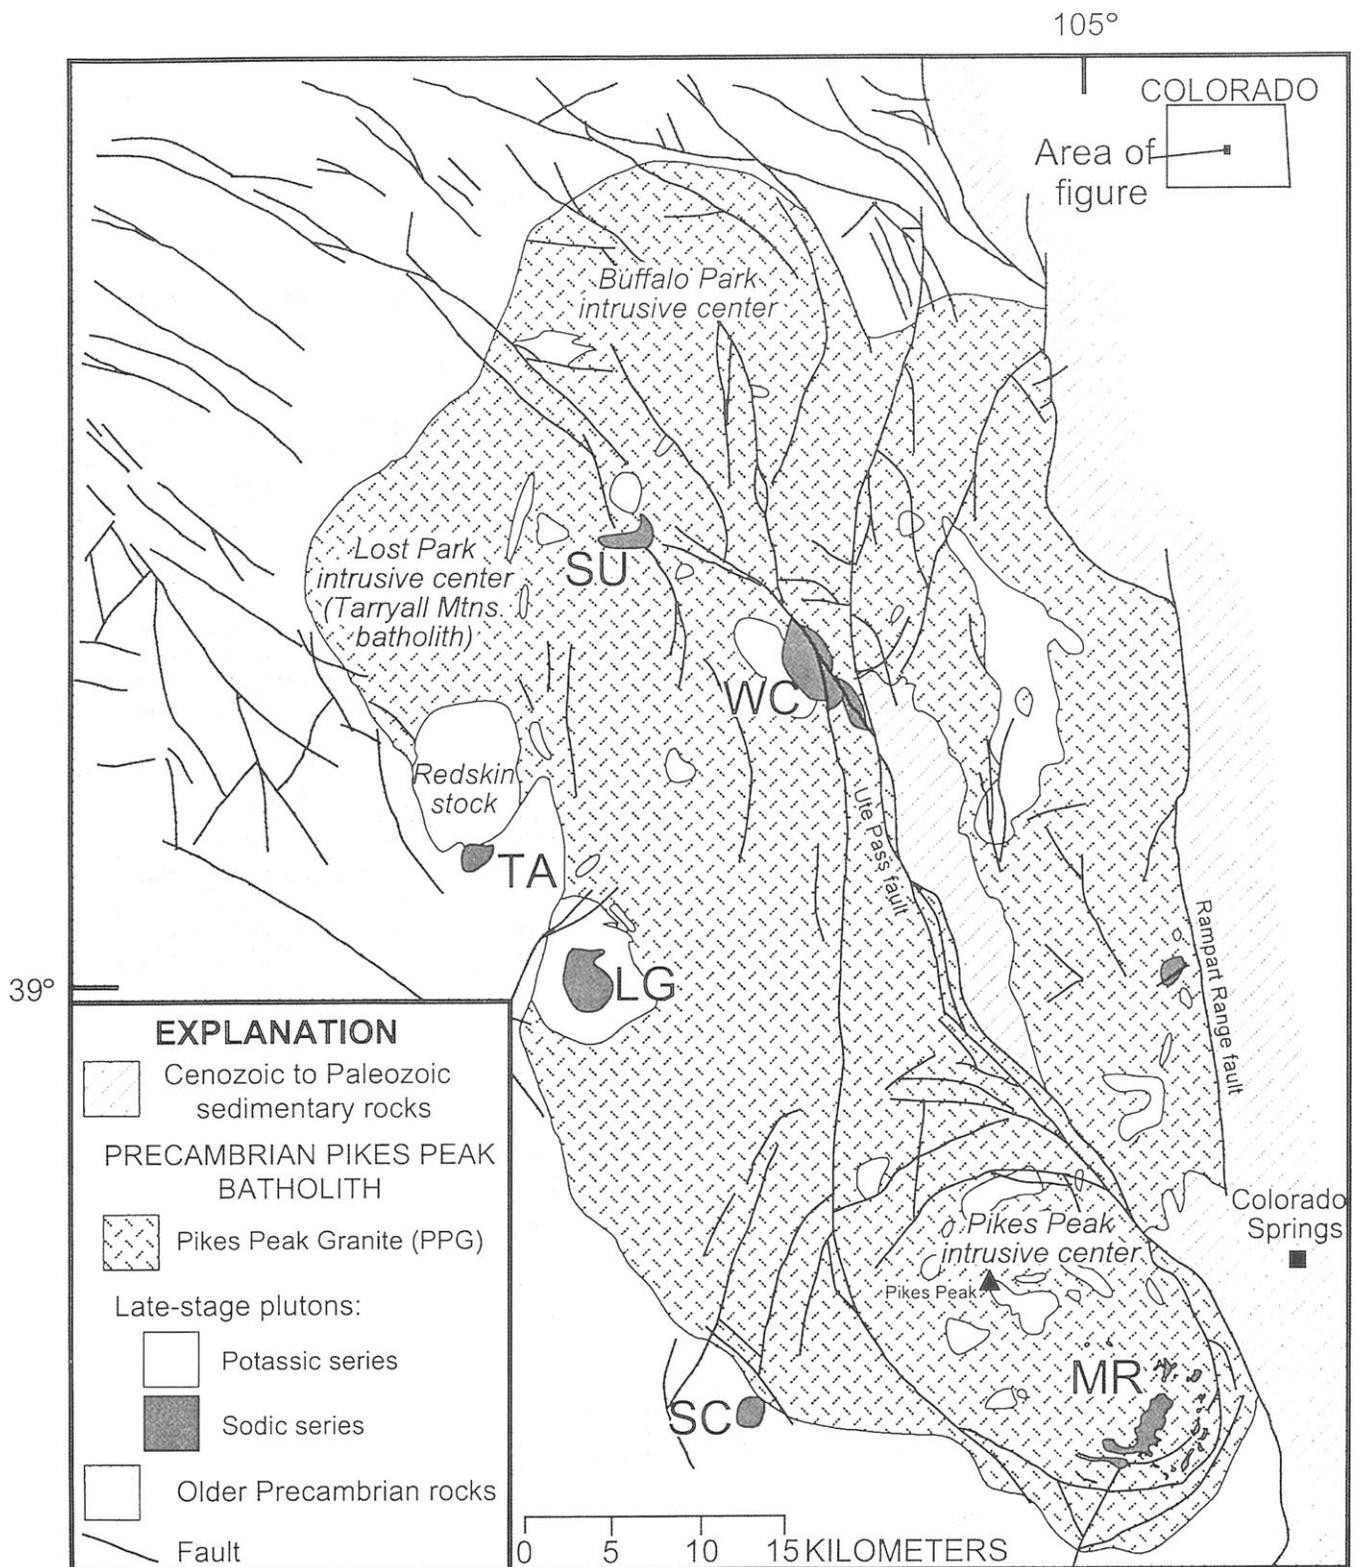 105°
COLORADO
Area of
figure
Buffalo Park
intrusive center
Lost Park
intrusive center
(Tarryall Mtns.
batholith)
SU
WC
Redskin
stock
TA
Ute Pass fault
LG
Rampart Range fault
39°
EXPLANATION
Cenozoic to Paleozoic
sedimentary rocks
PRECAMBRIAN PIKES PEAK
BATHOLITH
Pikes Peak Granite (PPG)
Late-stage plutons:
Potassic series
Sodic series
Older Precambrian rocks
Fault
Colorado
Springs
Pikes Peak
intrusive center
Pikes Peak
MR
SC
0 5 10 15 KILOMETERS